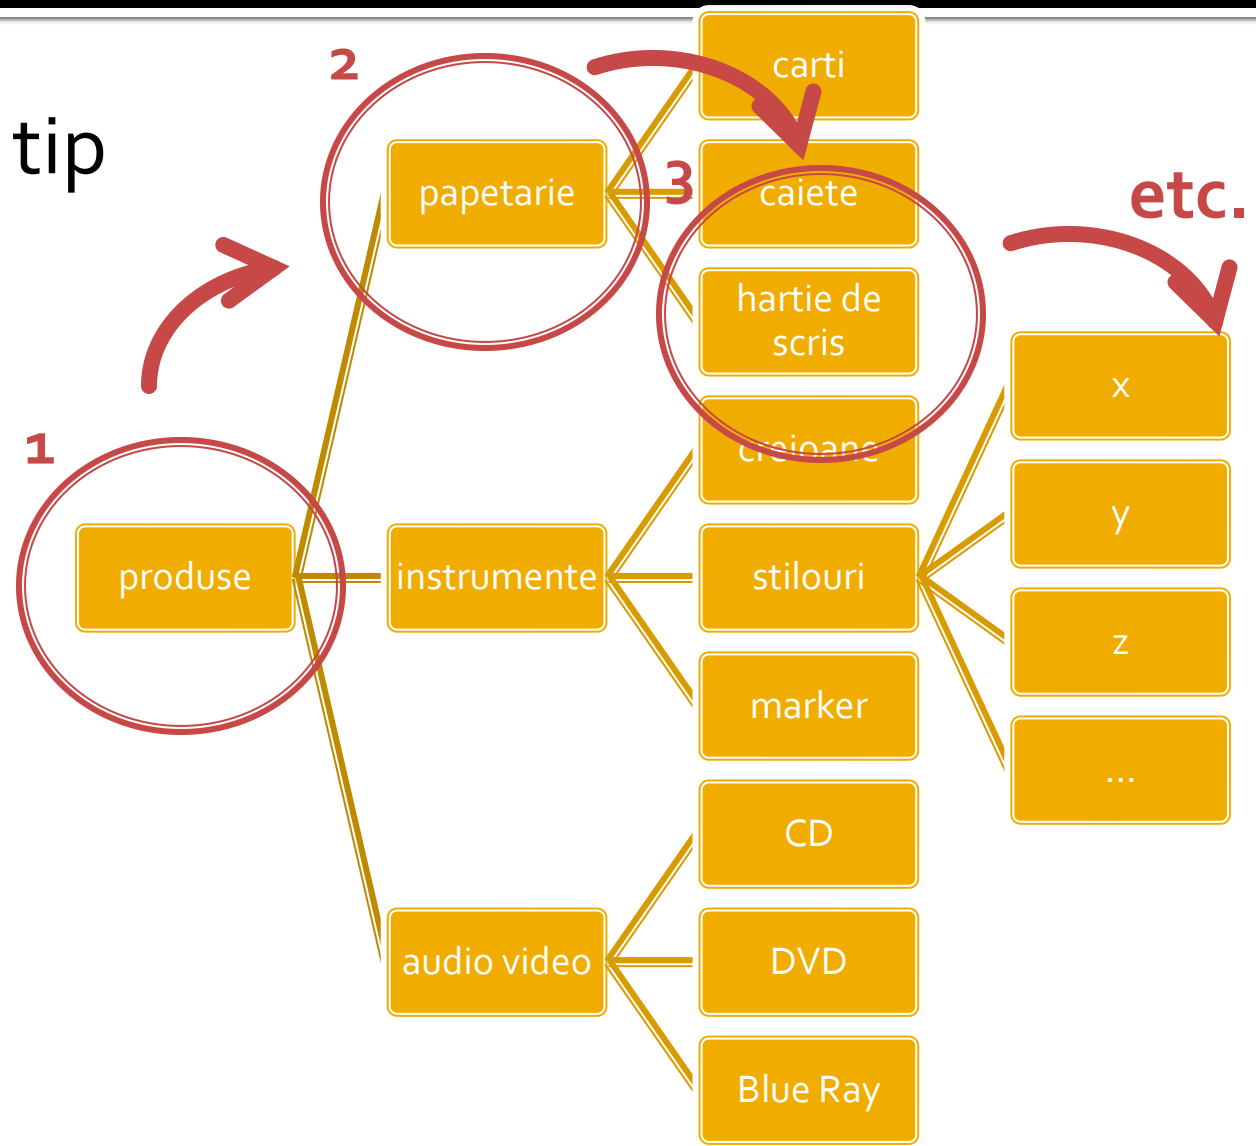 tip
1
produse
2
papetarie
instrumente
audio video
3
carti
caiete
hartie de
scris
creioane
stilouri
marker
CD
DVD
Blue Ray
etc.
x
y
z
...